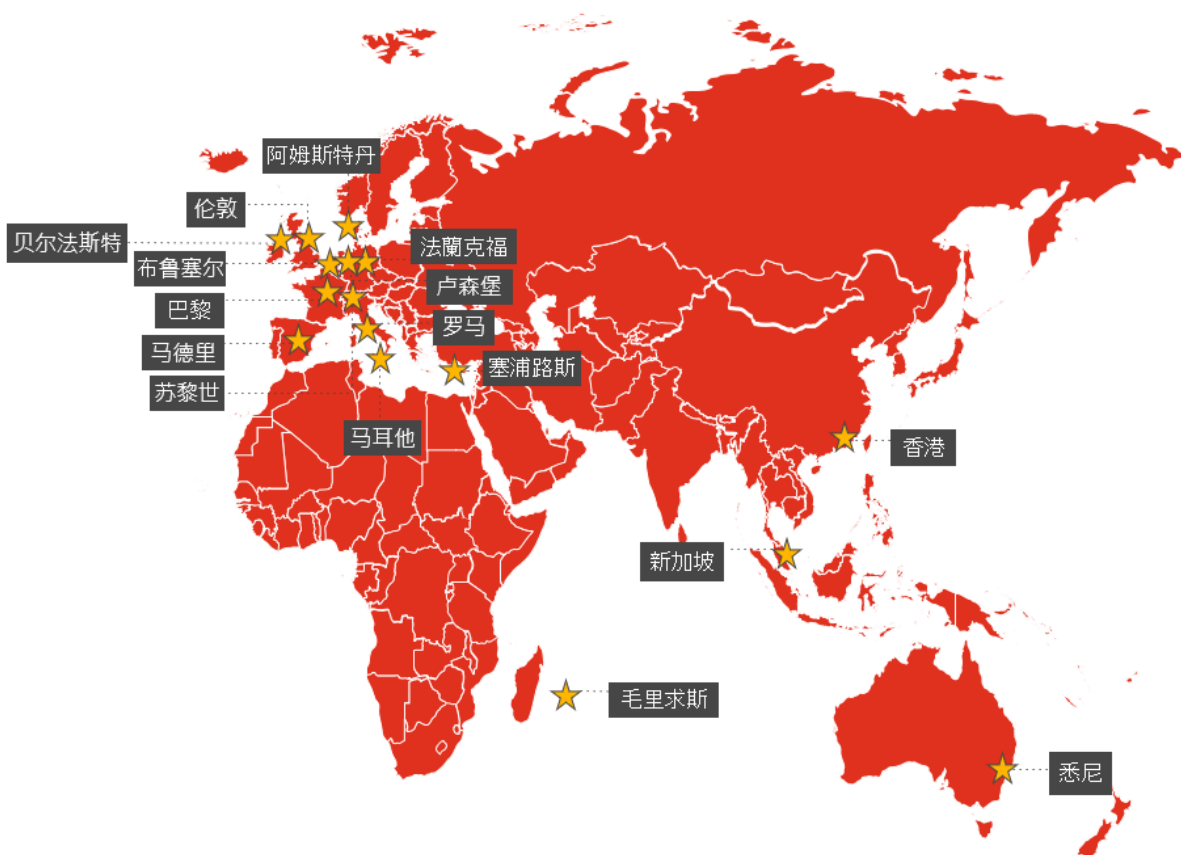 阿姆斯特丹
伦敦
贝尔法斯特
法蘭克福
布鲁塞尔
卢森堡
巴黎
罗马
马德里
塞浦路斯
苏黎世
马耳他
香港
新加坡
毛里求斯
悉尼